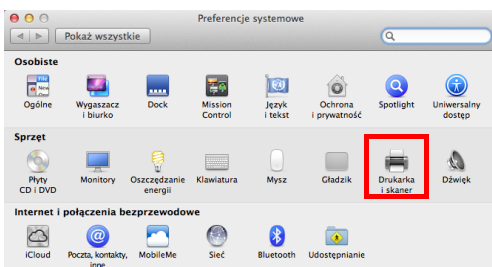 Preferencje systemowe
Pokaż wszystkie
Osobiste
Ogólne
Wygaszacz i biurko
Dock
Mission Control
Język i tekst
Ochrona i prywatność
Spotlight
Uniwersalny dostęp
Sprzęt
Płyty CD i DVD
Monitory
Oszczędzanie energii
Klawiatura
Mysz
Gładzik
Drukarka i skaner
Dźwięk
Internet i połączenia bezprzewodowe
iCloud
Poczta, kontakty, inne
MobileMe
Sieć
Bluetooth
Udostępnianie